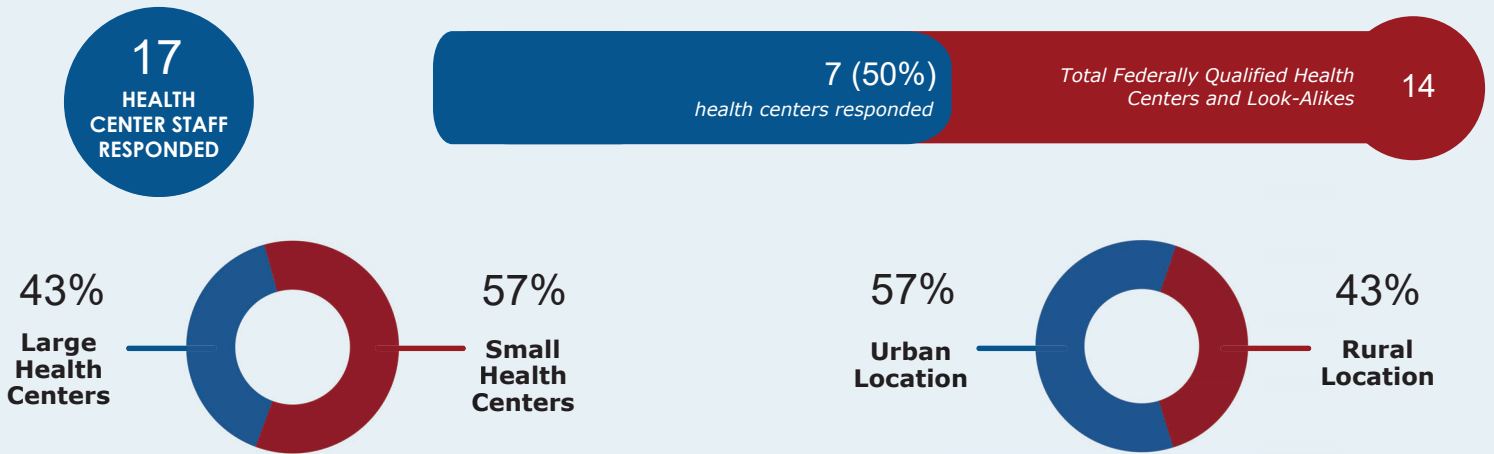 17
HEALTH
CENTER STAFF
RESPONDED
7 (50%)
health centers responded
Total Federally Qualified Health
Centers and Look-Alikes
14
43%
Large
Health
Centers
57%
Small
Health
Centers
57%
Urban
Location
43%
Rural
Location